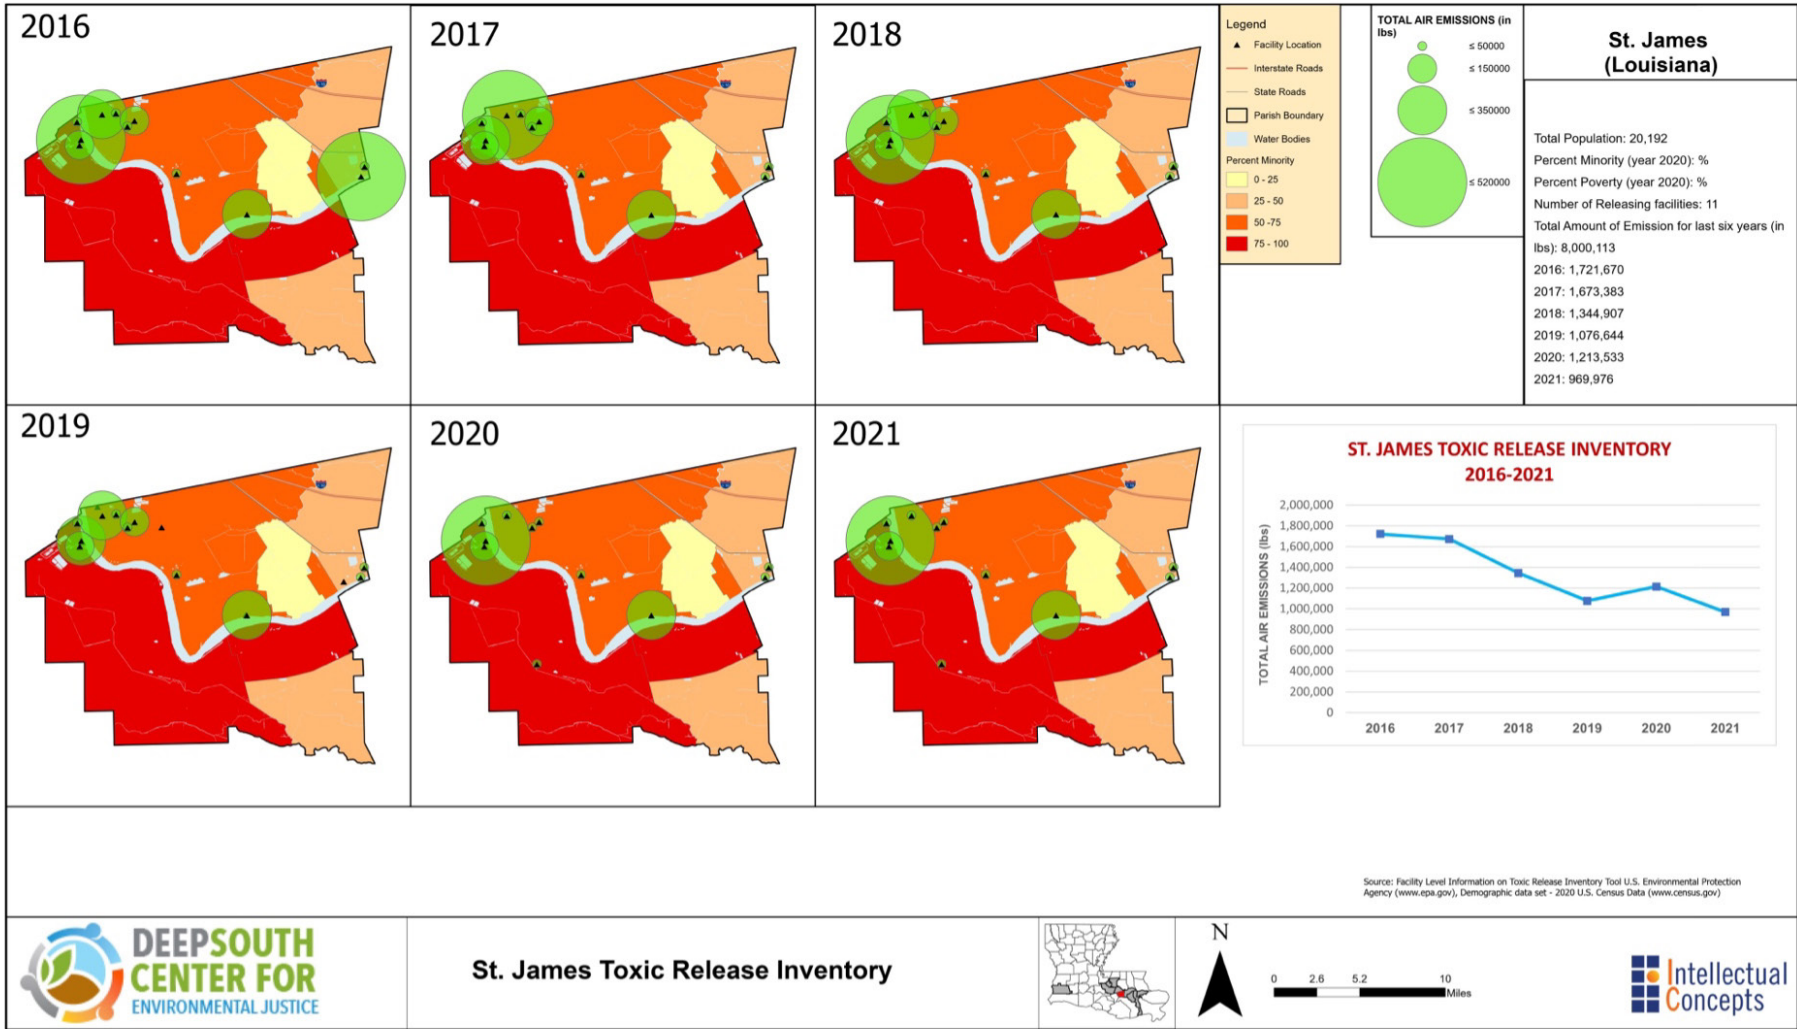 2016
2017
2018
Legend
Facility Location
Interstate Roads
State Roads
Parish Boundary
Water Bodies
Percent Minority
0 - 25
25 - 50
50 -75
75 - 100
TOTAL AIR EMISSIONS (in
lbs)
≤ 50000
≤ 150000
≤ 350000
≤ 520000
St. James
(Louisiana)
Total Population: 20,192
Percent Minority (year 2020): %
Percent Poverty (year 2020): %
Number of Releasing facilities: 11
Total Amount of Emission for last six years (in
lbs): 8,000,113
2016: 1,721,670
2017: 1,673,383
2018: 1,344,907
2019: 1,076,644
2020: 1,213,533
2021: 969,976
2019
2020
2021
ST. JAMES TOXIC RELEASE INVENTORY
2016-2021
TOTAL AIR EMISSIONS (lbs)
2,000,000
1,800,000
1,600,000
1,400,000
1,200,000
1,000,000
800,000
600,000
400,000
200,000
0
2016 2017 2018 2019 2020 2021
Source: Facility Level Information on Toxic Release Inventory Tool U.S. Environmental Protection
Agency (www.epa.gov), Demographic data set - 2020 U.S. Census Data (www.census.gov)
DEEPSOUTH
CENTER FOR
ENVIRONMENTAL JUSTICE
St. James Toxic Release Inventory
N
0 2.6 5.2 10
Miles
Intellectual
Concepts